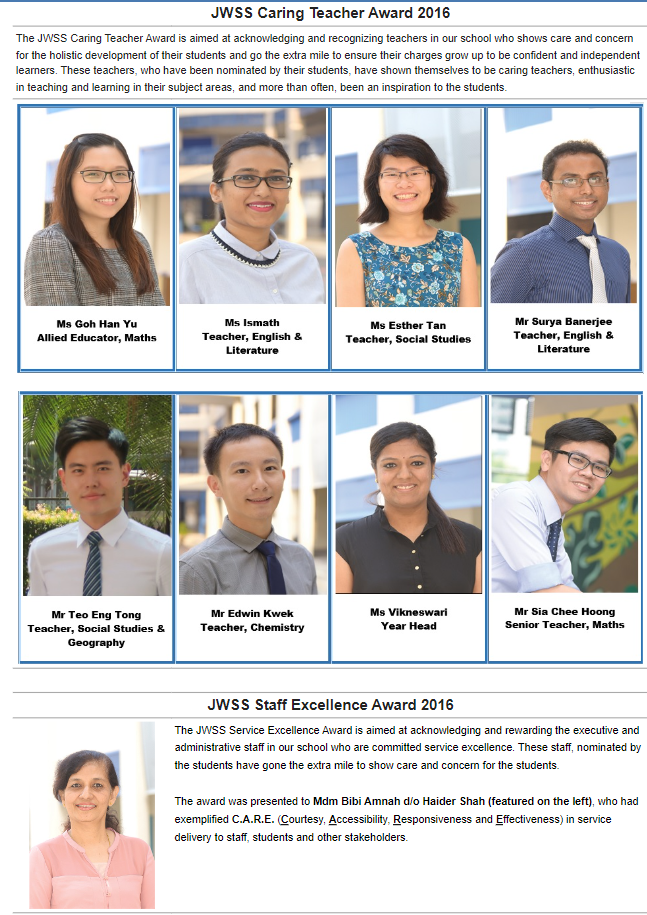 JWSS Caring Teacher Award 2016
The JWSS Caring Teacher Award is aimed at acknowledging and recognizing teachers in our school who shows care and concern
for the holistic development of their students and go the extra mile to ensure their charges grow up to be confident and independent
learners. These teachers, who have been nominated by their students, have shown themselves to be caring teachers, enthusiastic
in teaching and learning in their subject areas, and more than often, been an inspiration to the students.
Ms Goh Han Yu
Allied Educator, Maths
Ms Ismath
Teacher, English &
Literature
Ms Esther Tan
Teacher, Social Studies
Mr Surya Banerjee
Teacher, English &
Literature
Mr Teo Eng Tong
Teacher, Social Studies &
Geography
Mr Edwin Kwek
Teacher, Chemistry
Ms Vikneswari
Year Head
Mr Sia Chee Hoong
Senior Teacher, Maths
JWSS Staff Excellence Award 2016
The JWSS Service Excellence Award is aimed at acknowledging and rewarding the executive and
administrative staff in our school who are committed service excellence. These staff, nominated by
the students have gone the extra mile to show care and concern for the students.
The award was presented to Mdm Bibi Amnah d/o Haider Shah (featured on the left), who had
exemplified C.A.R.E. (Courtesy, Accessibility, Responsiveness and Effectiveness) in service
delivery to staff, students and other stakeholders.